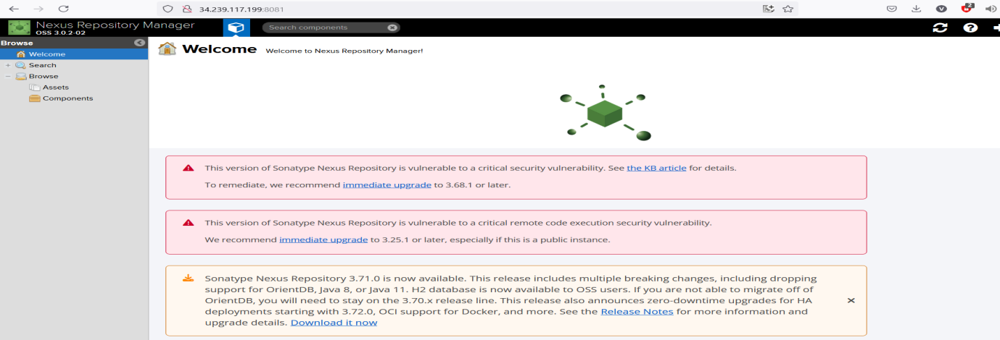 34.239.117.199:8081
Nexus Repository Manager
OSS 3.0.2-02
Search components
Browse
Welcome
Search
Browse
Assets
Components
Welcome Welcome to Nexus Repository Manager!
This version of Sonatype Nexus Repository is vulnerable to a critical security vulnerability. See the KB article for details.
To remediate, we recommend immediate upgrade to 3.68.1 or later.
This version of Sonatype Nexus Repository is vulnerable to a critical remote code execution security vulnerability.
We recommend immediate upgrade to 3.25.1 or later, especially if this is a public instance.
Sonatype Nexus Repository 3.71.0 is now available. This release includes multiple breaking changes, including dropping
support for OrientDB, Java 8, or Java 11. H2 database is now available to OSS users. If you are not able to migrate off of
OrientDB, you will need to stay on the 3.70.x release line. This release also announces zero-downtime upgrades for HA
deployments starting with 3.72.0, OCI support for Docker, and more. See the Release Notes for more information and
upgrade details. Download it now